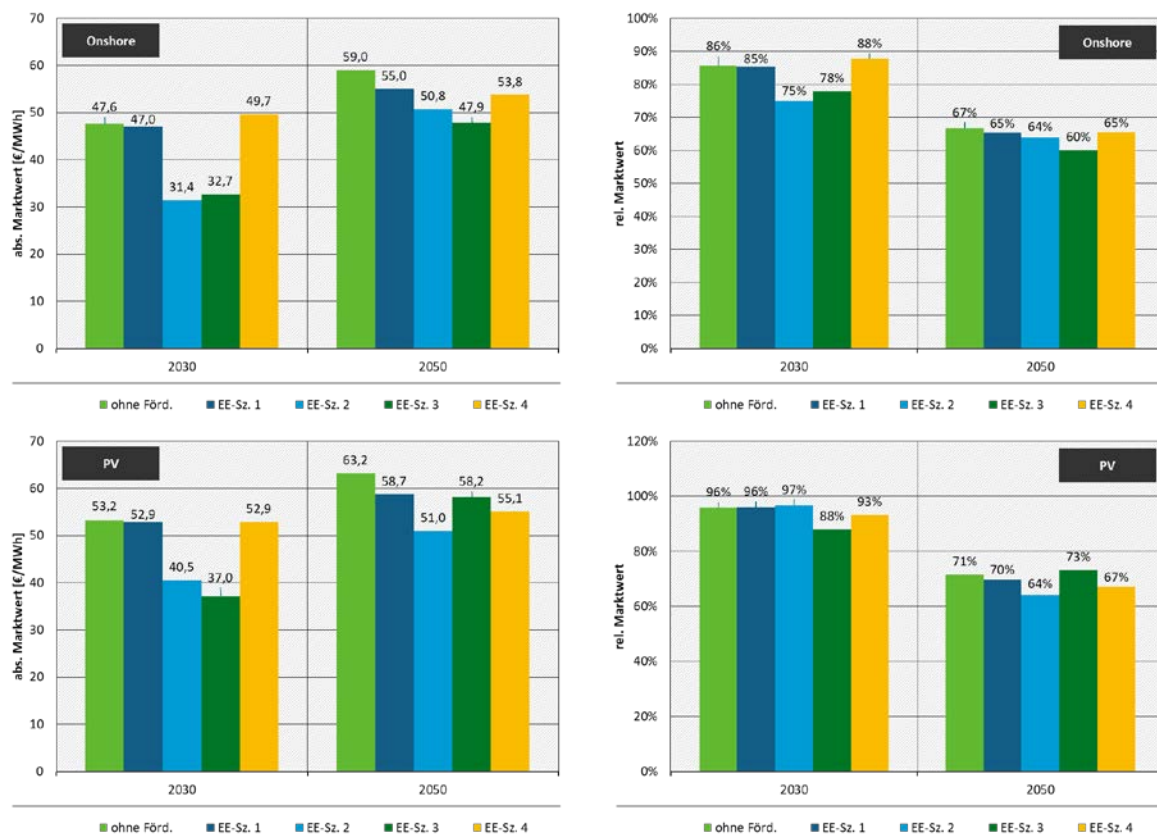 Onshore
abs. Marktwert [€/MWh]
70
60
50
40
30
20
10
0
47,6
47,0
31,4
32,7
49,7
59,0
55,0
50,8
47,9
53,8
2030
2050
ohne Förd.
EE-Sz. 1
EE-Sz. 2
EE-Sz. 3
EE-Sz. 4
Onshore
rel. Marktwert
100%
90%
80%
70%
60%
50%
40%
30%
20%
10%
0%
86%
85%
75%
78%
88%
67%
65%
64%
60%
65%
2030
2050
ohne Förd.
EE-Sz. 1
EE-Sz. 2
EE-Sz. 3
EE-Sz. 4
PV
abs. Marktwert [€/MWh]
70
60
50
40
30
20
10
0
53,2
52,9
40,5
37,0
52,9
63,2
58,7
51,0
58,2
55,1
2030
2050
ohne Förd.
EE-Sz. 1
EE-Sz. 2
EE-Sz. 3
EE-Sz. 4
PV
rel. Marktwert
120%
100%
80%
60%
40%
20%
0%
96%
96%
97%
88%
93%
71%
70%
64%
73%
67%
2030
2050
ohne Förd.
EE-Sz. 1
EE-Sz. 2
EE-Sz. 3
EE-Sz. 4